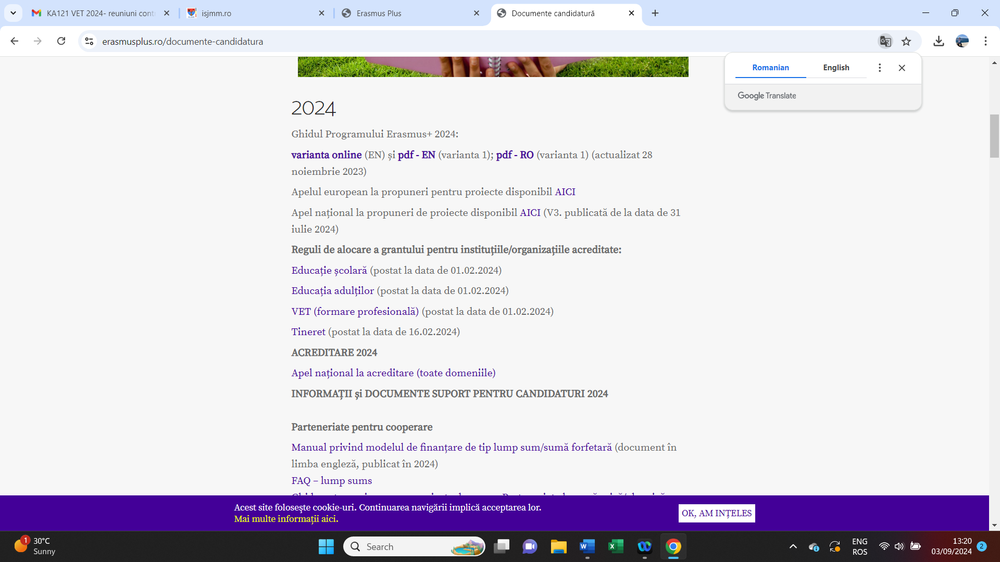 KA121 VET 2024- reuniuni cont
isjmm.ro
Erasmus Plus
Documente candidatură
erasmusplus.ro/documente-candidatura
Romanian
English
Google Translate
2024
Ghidul Programului Erasmus+ 2024:
varianta online (EN) și pdf - EN (varianta 1); pdf - RO (varianta 1) (actualizat 28
noiembrie 2023)
Apelul european la propuneri pentru proiecte disponibil AICI
Apel național la propuneri de proiecte disponibil AICI (V3. publicată de la data de 31
iulie 2024)
Reguli de alocare a grantului pentru instituțiile/organizațiile acreditate:
Educație școlară (postat la data de 01.02.2024)
Educația adulților (postat la data de 01.02.2024)
VET (formare profesională) (postat la data de 01.02.2024)
Tineret (postat la data de 16.02.2024)
ACREDITARE 2024
Apel național la acreditare (toate domeniile)
INFORMAȚII și DOCUMENTE SUPORT PENTRU CANDIDATURI 2024
Parteneriate pentru cooperare
Manual privind modelul de finanțare de tip lump sum/sumă forfetară (document în
limba engleză, publicat în 2024)
FAQ – lump sums
Acest site folosește cookie-uri. Continuarea navigării implică acceptarea lor.
Mai multe informații aici.
OK, AM INȚELES
1
30°C
Sunny
Search
ENG
ROS
13:20
03/09/2024
2